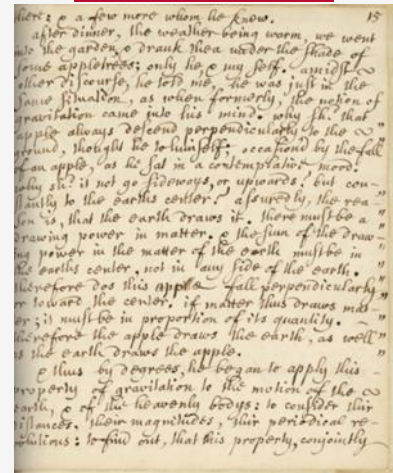 there: & a few more whom he knew. 15
after dinner, the weather being warm, we went
into the garden, & drank thea under the shade of
some appletrees; only he, & my self. amidst
other discourse, he told me, he was just in the
same situation, as when formerly, the notion of
gravitation came into his mind. why sh.d that
apple always descend perpendicularly to the
ground, thought he to himself: occasion'd by the fall
of an apple, as he sat in a contemplative mood.
why sh.d it not go sideways, or upwards? but con-
stantly to the earths center? assuredly, the rea-
son is, that the earth draws it. there must be a
drawing power in matter. & the sum of the draw-
ing power in the matter of the earth must be in
the earths center, not in any side of the earth.
therefore dos this apple fall perpendicularly
or toward the center. if matter thus draws mat-
ter; it must be in proportion of its quantity.
therefore the apple draws the earth, as well
as the earth draws the apple.
& thus by degrees, he began to apply this
property of gravitation to the motion of the
earth, & of the heavenly bodys: to consider thir
distances, their magnitudes, thir periodical re-
volutions: to find out, that this property, conjointly